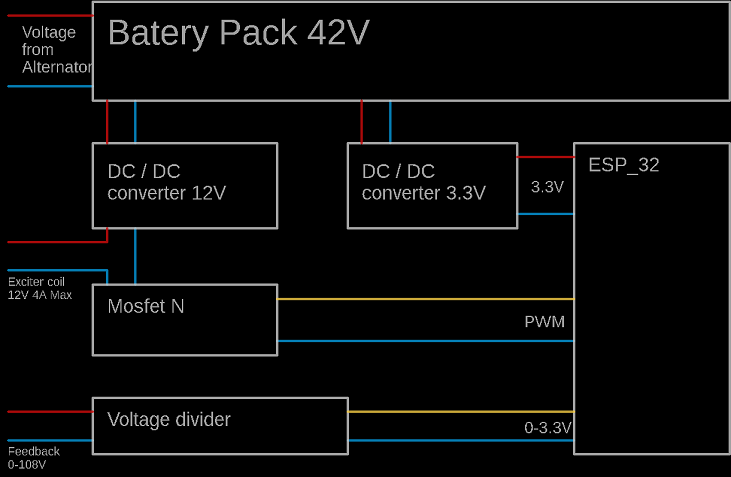 Batery Pack 42V
Voltage
from
Alternator
DC / DC
converter 12V
DC / DC
converter 3.3V
ESP_32
3.3V
Exciter coil
12V 4A Max
Mosfet N
PWM
Voltage divider
0-3.3V
Feedback
0-108V